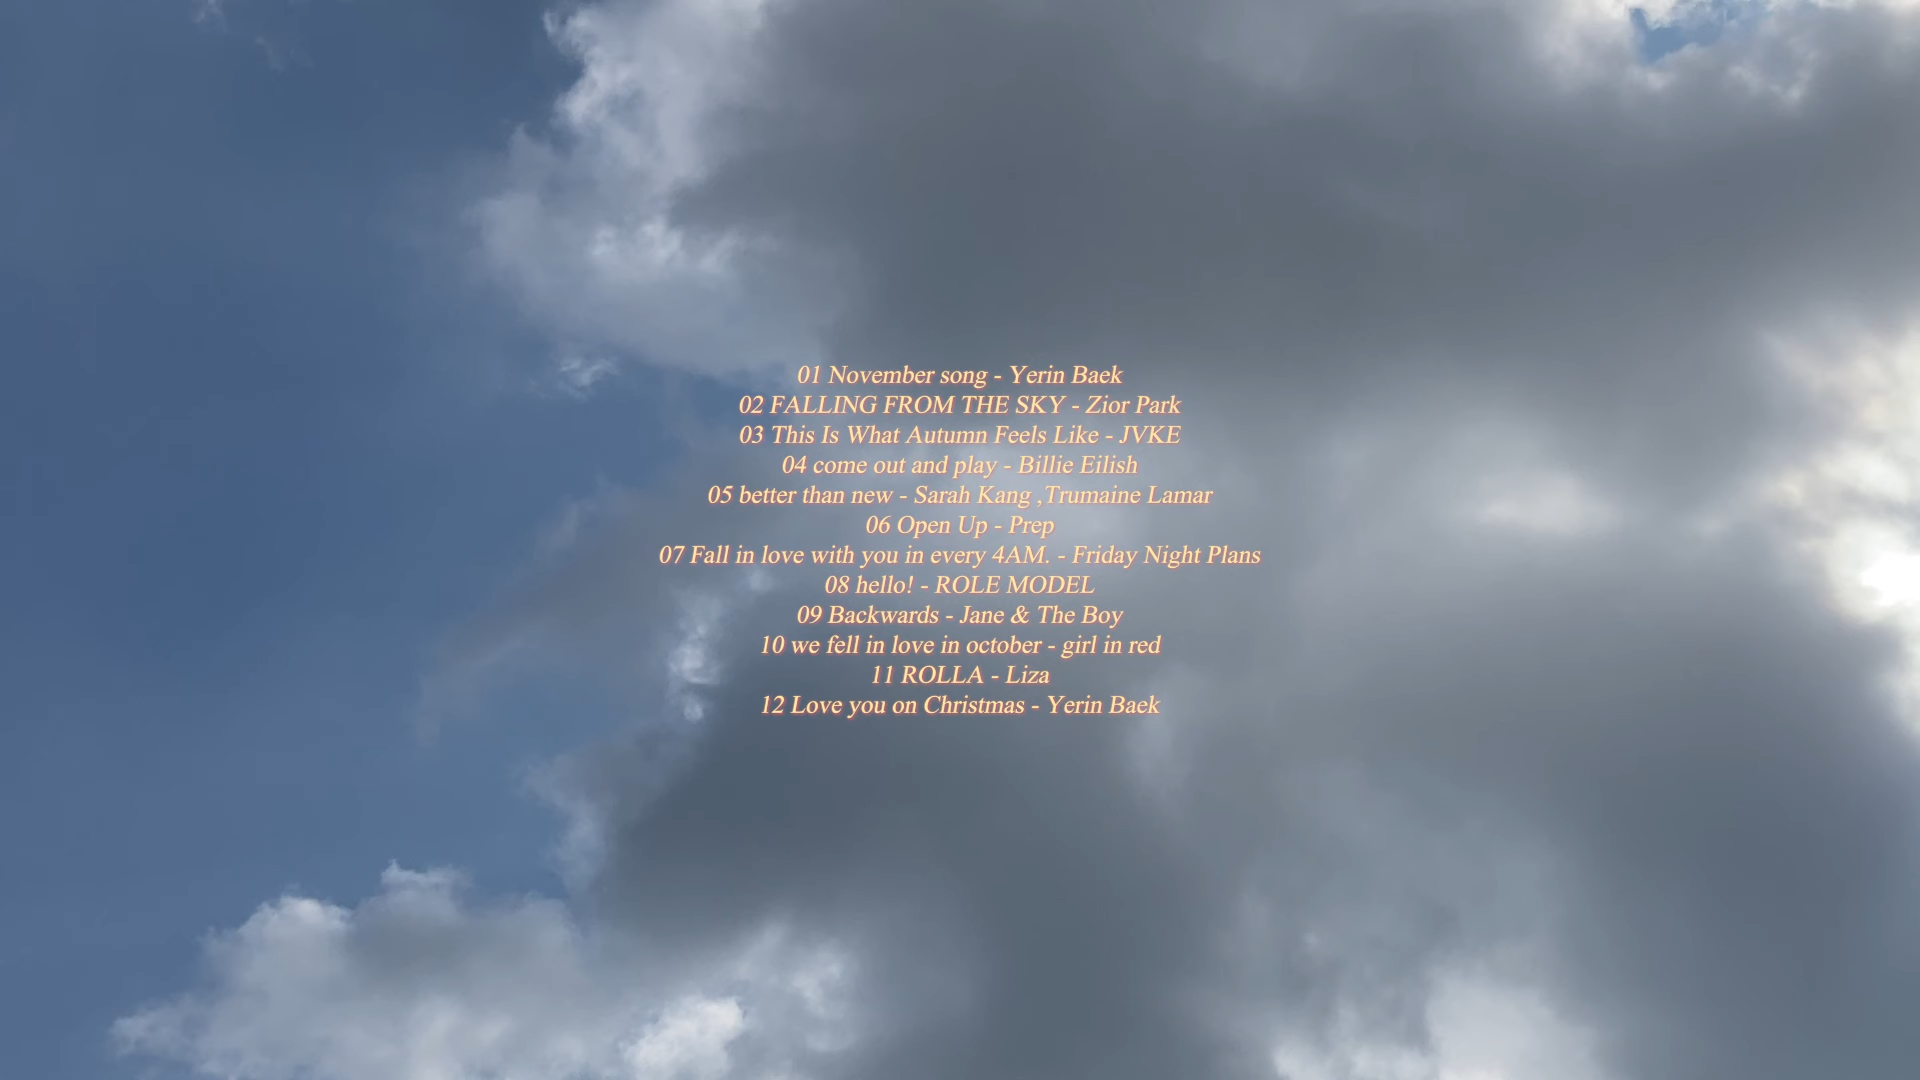 01 November song - Yerin Baek
02 FALLING FROM THE SKY - Zior Park
03 This Is What Autumn Feels Like - JVKE
04 come out and play - Billie Eilish
05 better than new - Sarah Kang ,Trumaine Lamar
06 Open Up - Prep
07 Fall in love with you in every 4AM. - Friday Night Plans
08 hello! - ROLE MODEL
09 Backwards - Jane & The Boy
10 we fell in love in october - girl in red
11 ROLLA - Liza
12 Love you on Christmas - Yerin Baek